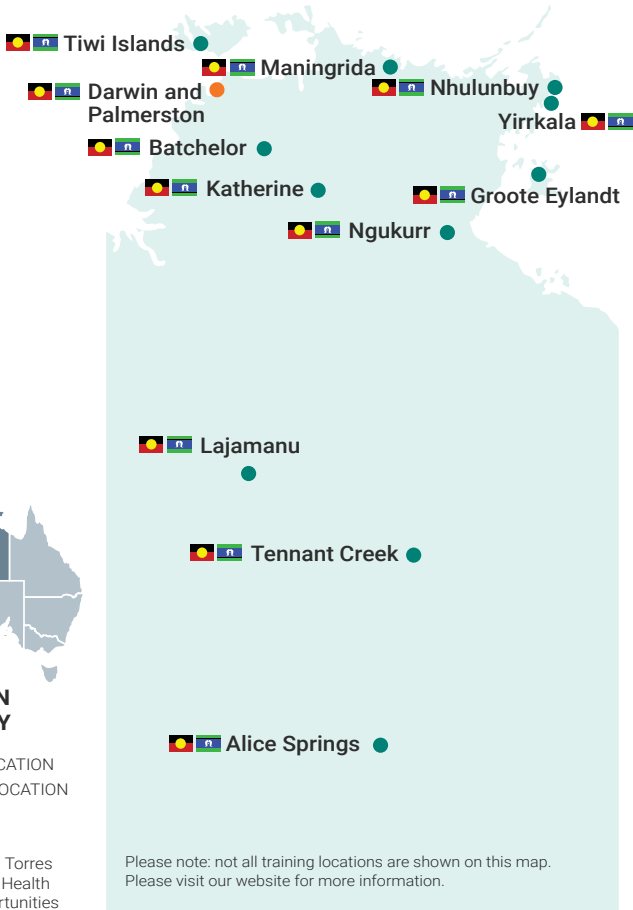 Tiwi Islands
Maningrida
Darwin and
Palmerston
Nhulunbuy
Yirrkala
Batchelor
Katherine
Groote Eylandt
Ngukurr
Lajamanu
Tennant Creek
Alice Springs
N
Y
CATION
OCATION
Torres
Health
rtunities
Please note: not all training locations are shown on this map.
Please visit our website for more information.